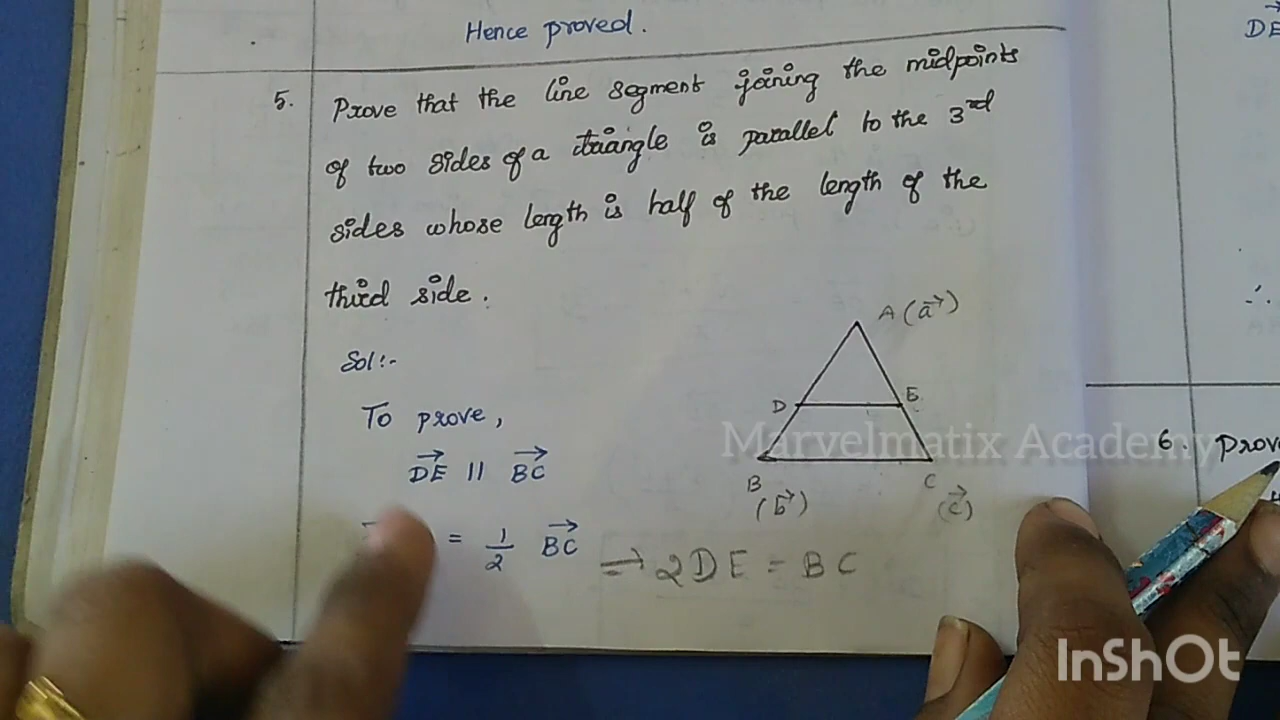 Hence proved.
5. Prove that the line segment joining the midpoints
of two sides of a triangle is parallel to the 3rd
sides whose length is half of the length of the
third side.
Sol:-
To prove,
DE⃗ || BC⃗
= 1/2 BC⃗ ⇒ 2DE = BC
A (a⃗)
D E
B C
(b⃗) (c⃗)
Marvelmatix Academy
DE⃗
∴
6. Prov
InShOt